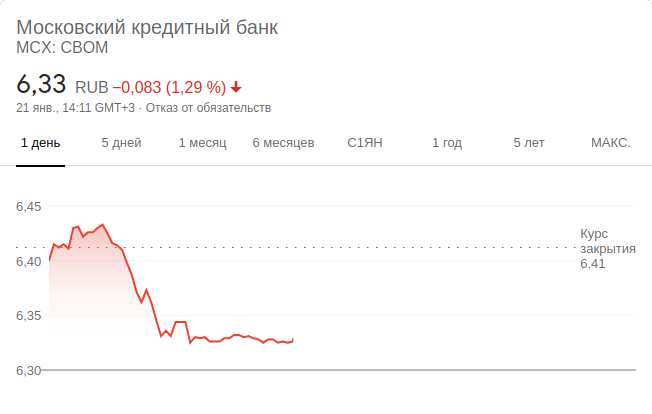 Московский кредитный банк
MCX: CBOM
6,33 RUB −0,083 (1,29 %)
21 янв., 14:11 GMT+3 · Отказ от обязательств
1 день 5 дней 1 месяц 6 месяцев С1ЯН 1 год 5 лет МАКС.
6,45
Курс
закрытия
6,41
6,40
6,35
6,30